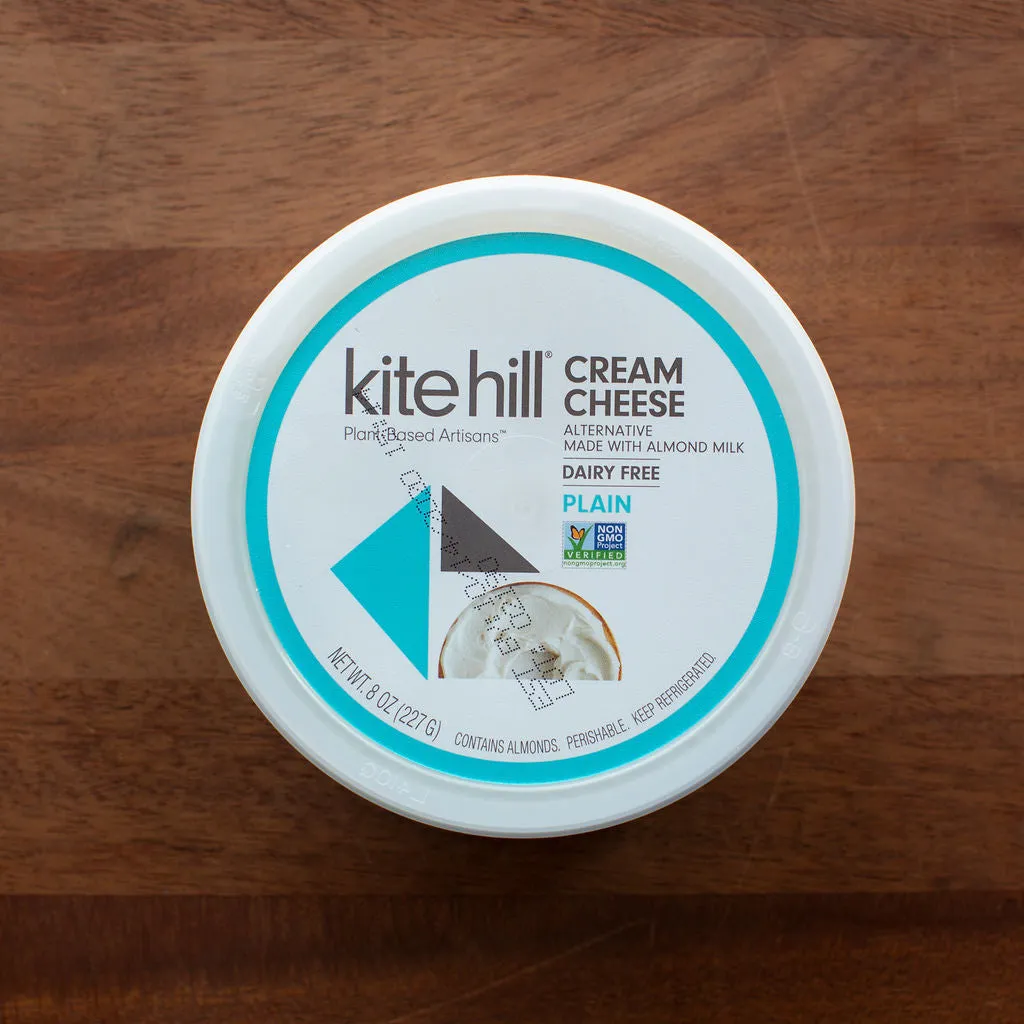 kite hill®
Plant-Based Artisans™
CREAM
CHEESE
ALTERNATIVE
MADE WITH ALMOND MILK
DAIRY FREE
PLAIN
NON
GMO
Project
VERIFIED
nongmoproject.org
NET WT. 8 OZ (227 G)
CONTAINS ALMONDS. PERISHABLE. KEEP REFRIGERATED.